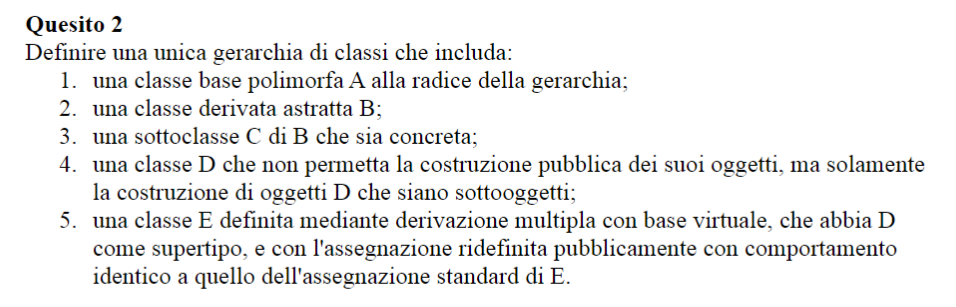 Quesito 2
Definire una unica gerarchia di classi che includa:
1. una classe base polimorfa A alla radice della gerarchia;
2. una classe derivata astratta B;
3. una sottoclasse C di B che sia concreta;
4. una classe D che non permetta la costruzione pubblica dei suoi oggetti, ma solamente
la costruzione di oggetti D che siano sottooggetti;
5. una classe E definita mediante derivazione multipla con base virtuale, che abbia D
come supertipo, e con l'assegnazione ridefinita pubblicamente con comportamento
identico a quello dell'assegnazione standard di E.